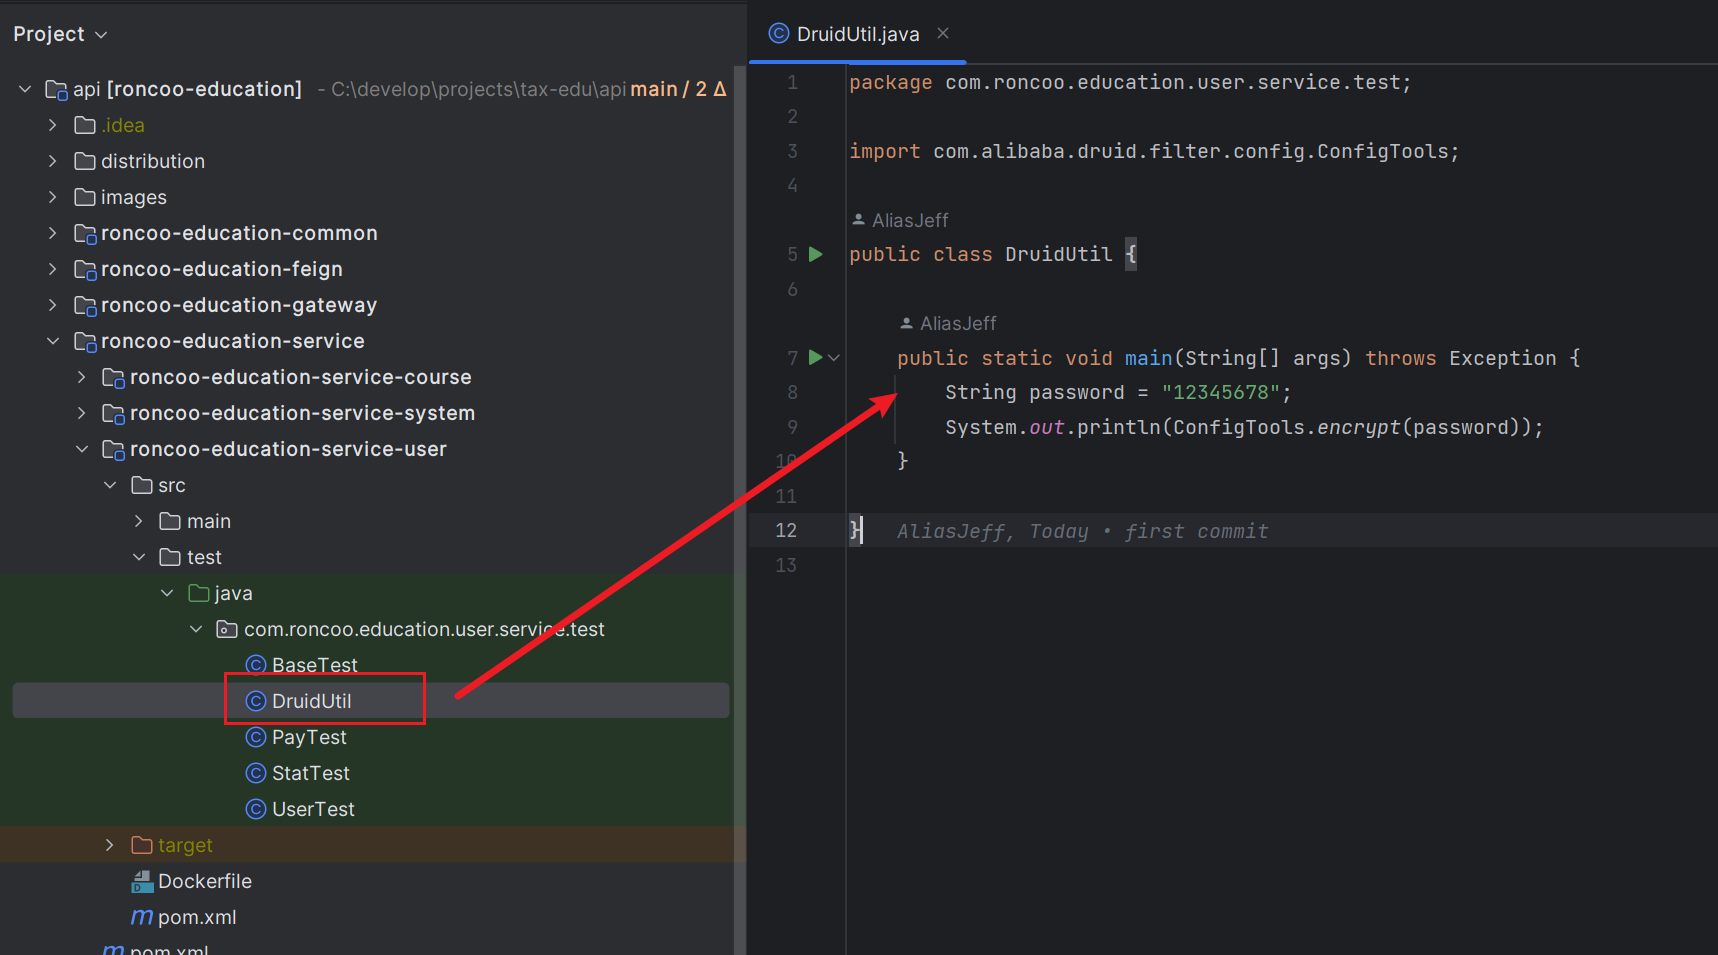 Project
api [roncoo-education] - C:\develop\projects\tax-edu\api main / 2 Δ
.idea
distribution
images
roncoo-education-common
roncoo-education-feign
roncoo-education-gateway
roncoo-education-service
roncoo-education-service-course
roncoo-education-service-system
roncoo-education-service-user
src
main
test
java
com.roncoo.education.user.service.test
BaseTest
DruidUtil
PayTest
StatTest
UserTest
target
Dockerfile
pom.xml
pom.xml
DruidUtil.java
1 package com.roncoo.education.user.service.test;
2
3 import com.alibaba.druid.filter.config.ConfigTools;
4
AliasJeff
5 public class DruidUtil {
6
AliasJeff
7 public static void main(String[] args) throws Exception {
8 String password = "12345678";
9 System.out.println(ConfigTools.encrypt(password));
10 }
11
12 } AliasJeff, Today • first commit
13